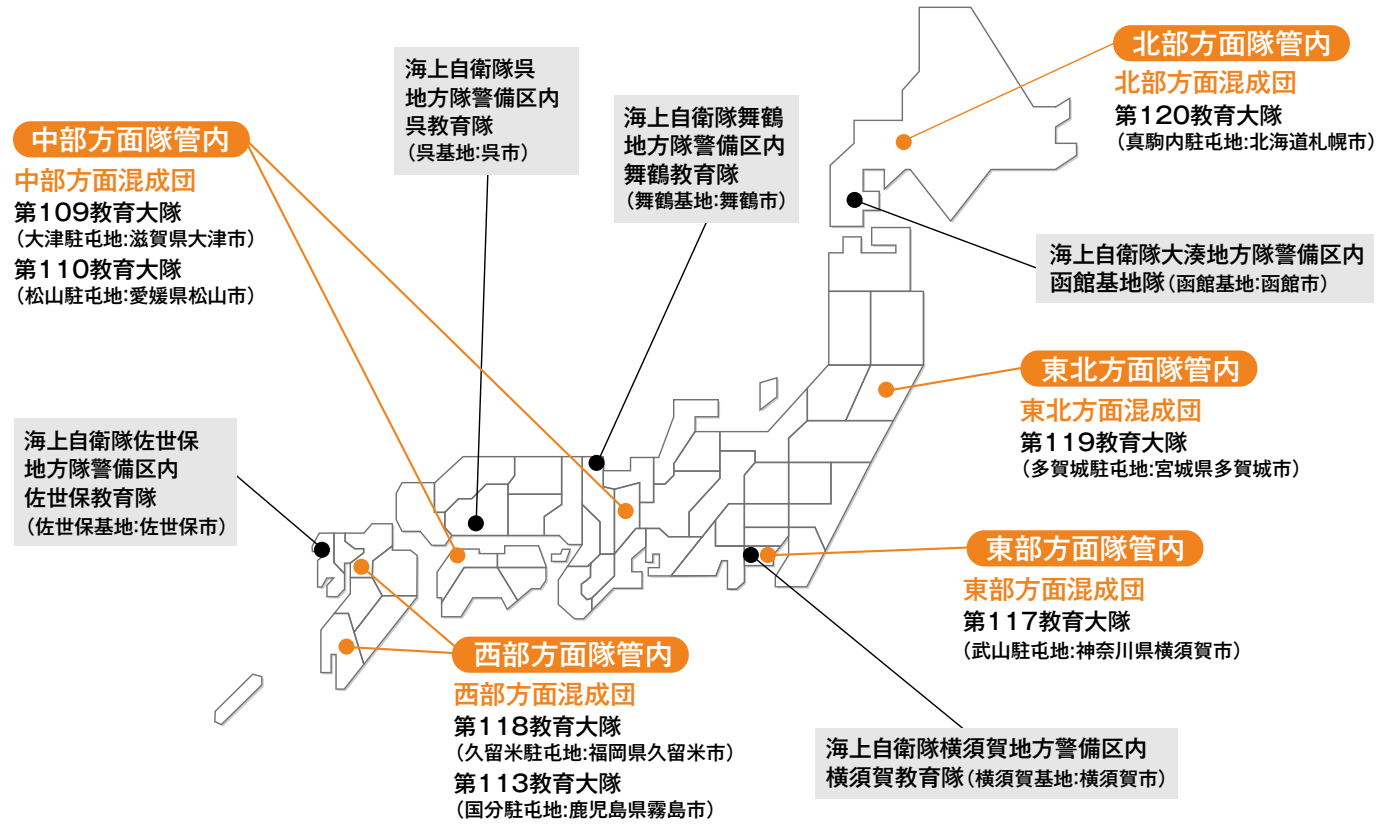 北部方面隊管内
北部方面混成団
第120教育大隊
(真駒内駐屯地:北海道札幌市)
海上自衛隊呉
地方隊警備区内
呉教育隊
(呉基地:呉市)
海上自衛隊舞鶴
地方隊警備区内
舞鶴教育隊
(舞鶴基地:舞鶴市)
中部方面隊管内
中部方面混成団
第109教育大隊
(大津駐屯地:滋賀県大津市)
第110教育大隊
(松山駐屯地:愛媛県松山市)
海上自衛隊大湊地方隊警備区内
函館基地隊(函館基地:函館市)
東北方面隊管内
東北方面混成団
第119教育大隊
(多賀城駐屯地:宮城県多賀城市)
海上自衛隊佐世保
地方隊警備区内
佐世保教育隊
(佐世保基地:佐世保市)
東部方面隊管内
東部方面混成団
第117教育大隊
(武山駐屯地:神奈川県横須賀市)
西部方面隊管内
西部方面混成団
第118教育大隊
(久留米駐屯地:福岡県久留米市)
第113教育大隊
(国分駐屯地:鹿児島県霧島市)
海上自衛隊横須賀地方警備区内
横須賀教育隊(横須賀基地:横須賀市)